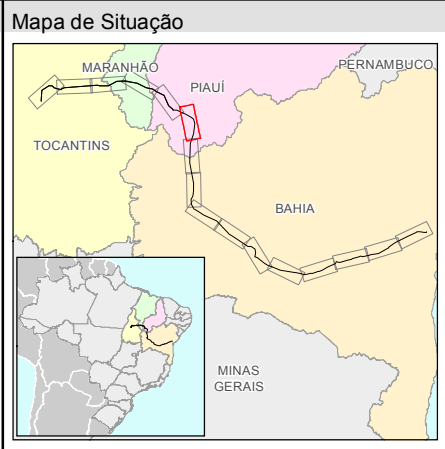 Mapa de Situação
MARANHÃO
PERNAMBUCO
PIAUÍ
TOCANTINS
BAHIA
MINAS
GERAIS